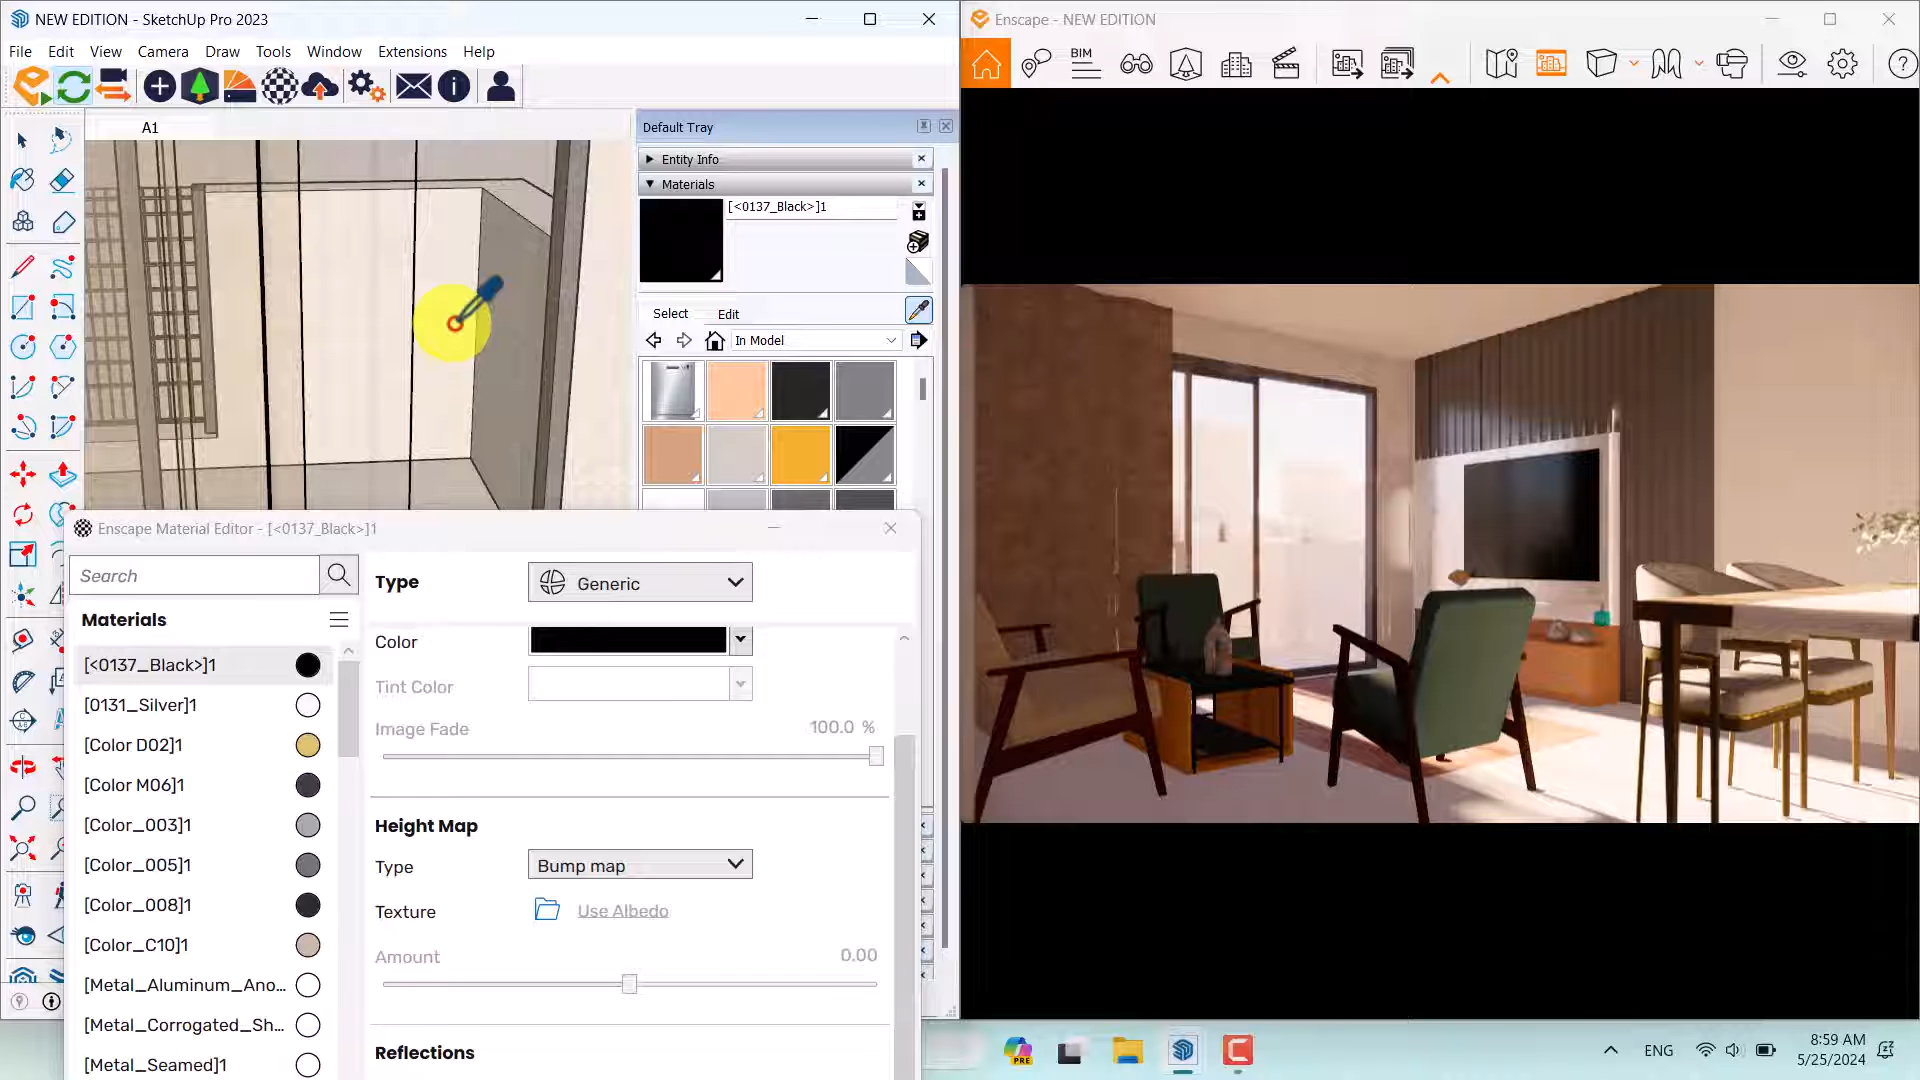 NEW EDITION - SketchUp Pro 2023
File Edit View Camera Draw Tools Window Extensions Help
A1
Default Tray
Entity Info
Materials
[<0137_Black>]1
Select Edit
In Model
Enscape Material Editor - [<0137_Black>]1
Search
Materials
[<0137_Black>]1
[0131_Silver]1
[Color D02]1
[Color M06]1
[Color_003]1
[Color_005]1
[Color_008]1
[Color_C10]1
[Metal_Aluminum_Ano...
[Metal_Corrogated_Sh...
[Metal_Seamed]1
Type Generic
Color
Tint Color
Image Fade 100.0 %
Height Map
Type Bump map
Texture Use Albedo
Amount 0.00
Reflections
Enscape - NEW EDITION
BIM
PRE
ENG
8:59 AM
5/25/2024